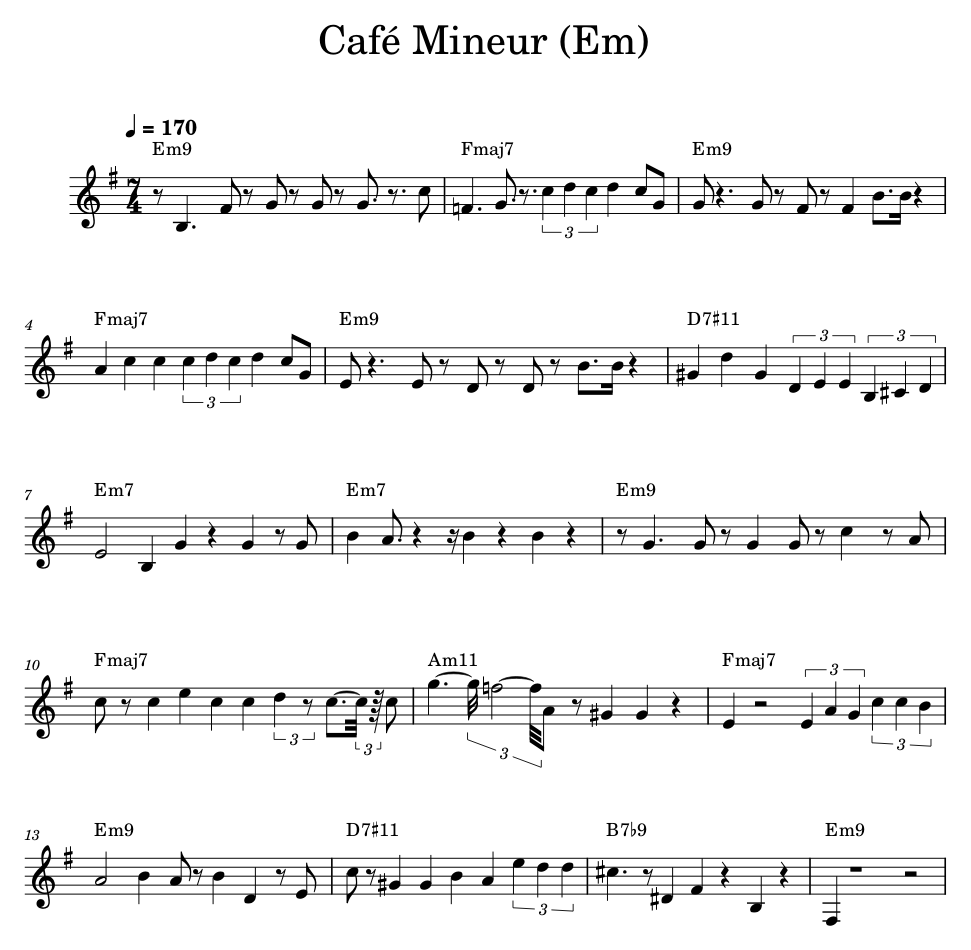 Café Mineur (Em)
♩ = 170
Em9 Fmaj7 Em9
7
4
3
4
Fmaj7 Em9 D7♯11
3 3 3
7
Em7 Em7 Em9
10
Fmaj7 Am11 Fmaj7
3 3 3 3 3
13
Em9 D7♯11 B7♭9 Em9
3